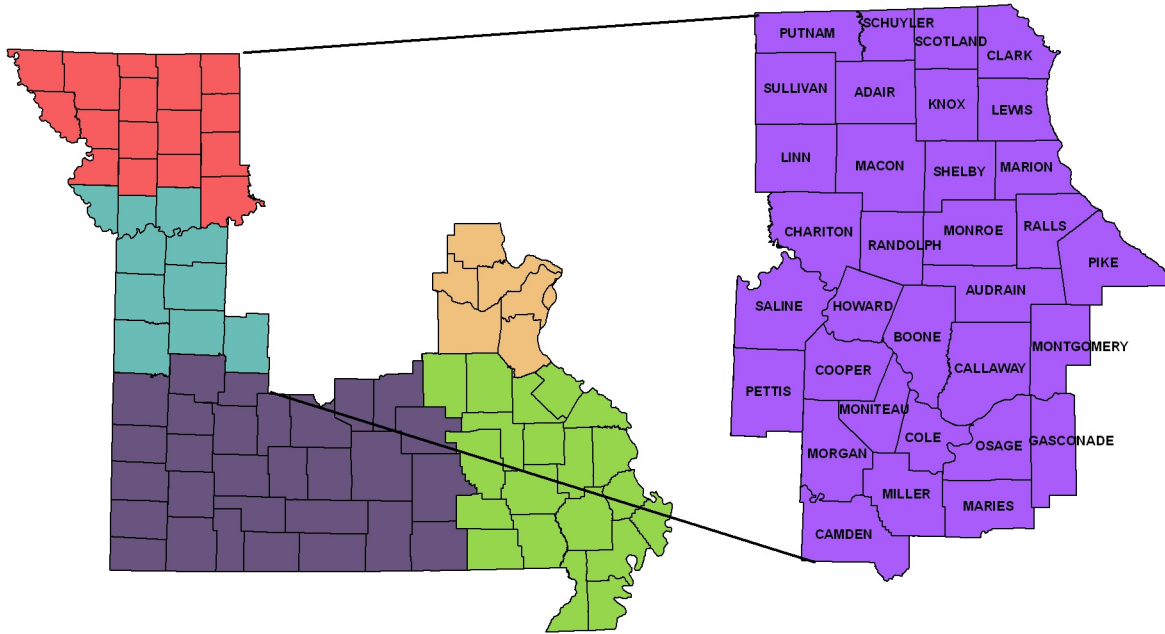 SCHUYLER
PUTNAM
SCOTLAND
CLARK
SULLIVAN
ADAIR
KNOX
LEWIS
LINN
MACON
SHELBY
MARION
CHARITON
RANDOLPH
MONROE
RALLS
PIKE
SALINE
HOWARD
AUDRAIN
BOONE
MONTGOMERY
PETTIS
COOPER
CALLAWAY
MONITEAU
COLE
OSAGE
GASCONADE
MORGAN
MILLER
MARIES
CAMDEN